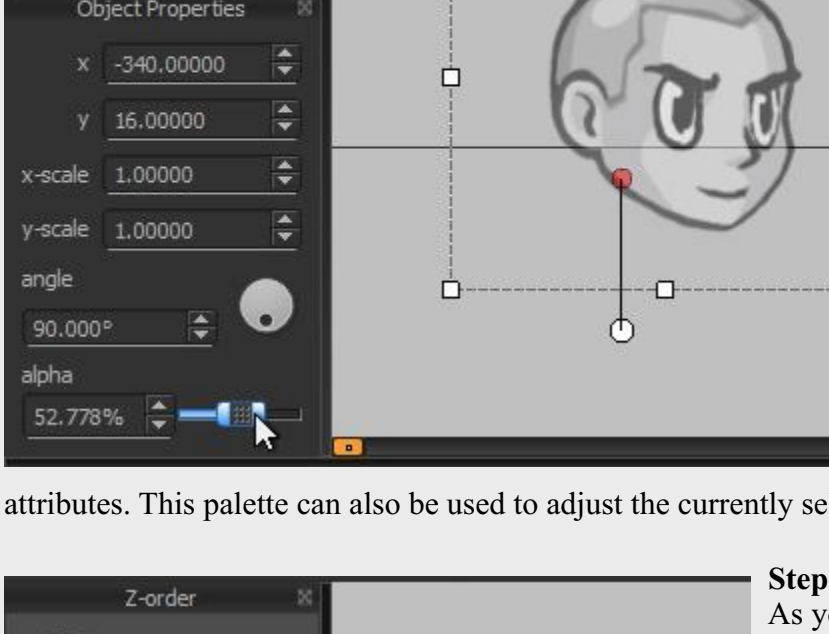 Object Properties
x -340.00000
y 16.00000
x-scale 1.00000
y-scale 1.00000
angle
90.000°
alpha
52.778%
attributes. This palette can also be used to adjust the currently se
Z-order
Step
As yo